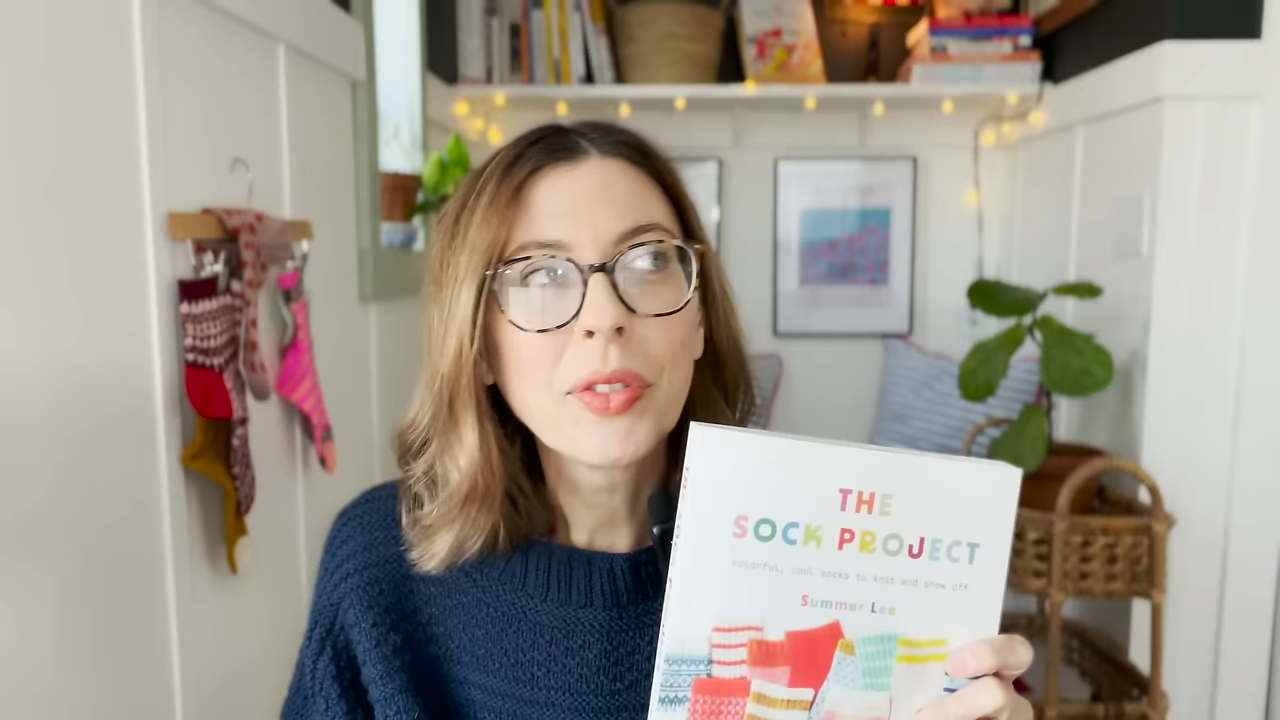 THE
SOCK PROJECT
colorful, cool socks to knit and show off
Summer Lee